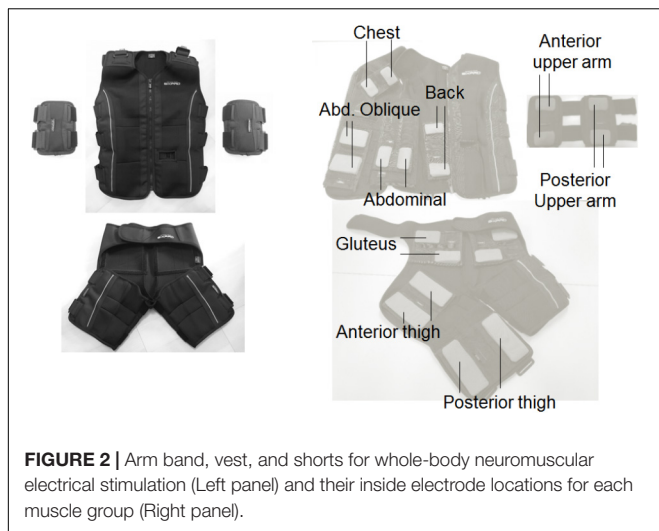 Chest
Anterior
upper arm
Abd. Oblique
Back
Abdominal
Posterior
Upper arm
Gluteus
Anterior thigh
Posterior thigh
FIGURE 2 | Arm band, vest, and shorts for whole-body neuromuscular
electrical stimulation (Left panel) and their inside electrode locations for each
muscle group (Right panel).